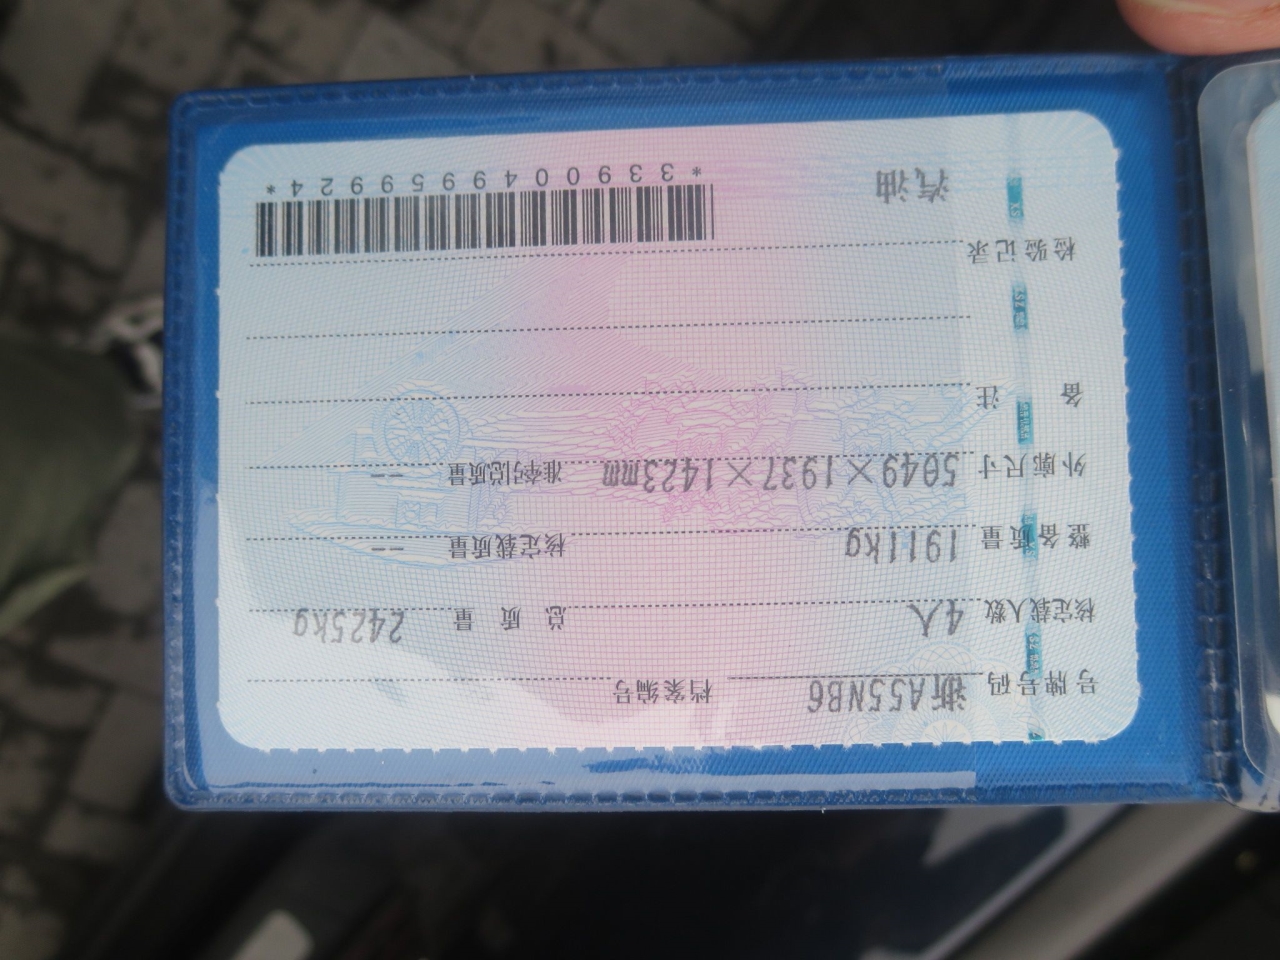 号牌号码 浙A55NB6 档案编号
核定载人数 4人 总质量 2425kg
整备质量 1911kg 核定载质量 --
外廓尺寸 5049×1937×1423mm 准牵引总质量 --
备注
检验记录
汽油
*3390049959924*